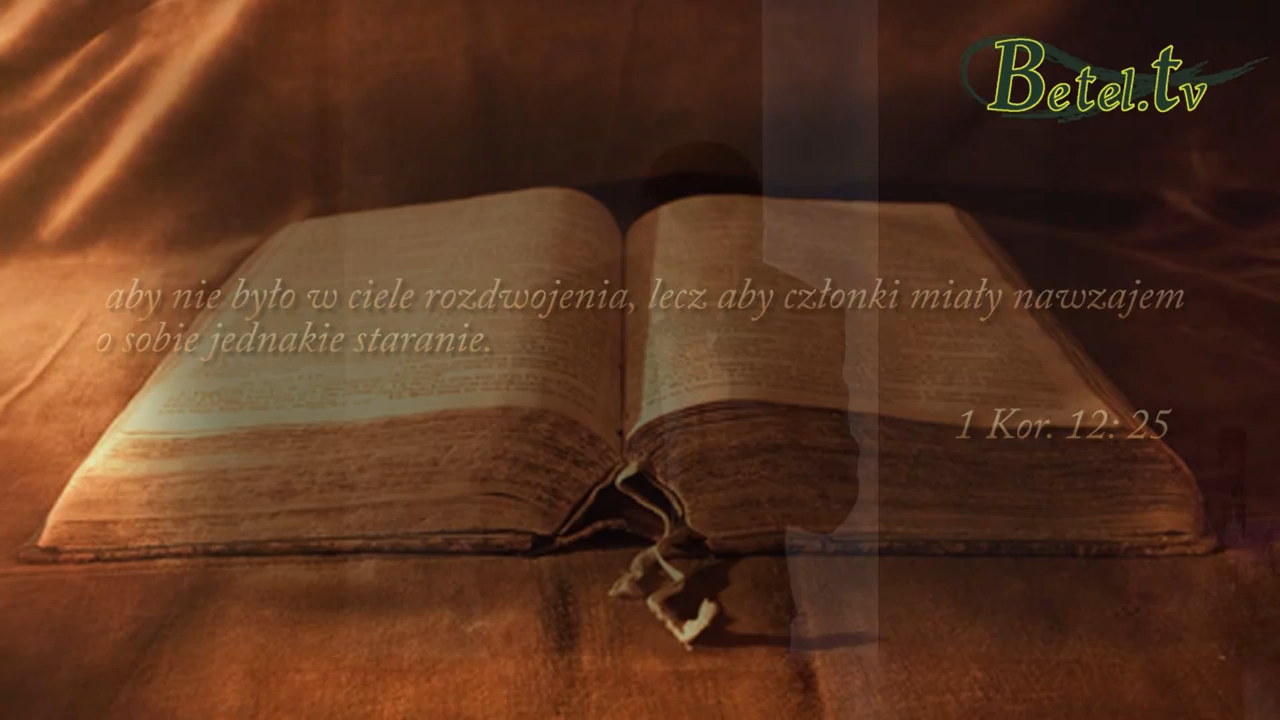 Betel.tv
aby nie było w ciele rozdwojenia, lecz aby członki miały nawzajem
o sobie jednakie staranie.
1 Kor. 12: 25